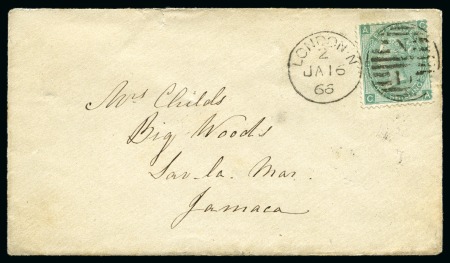 LONDON·N
2
JA 16
66
A
C A
Mrs Childs
Big Woods
Sav-la-Mar.
Jamaca